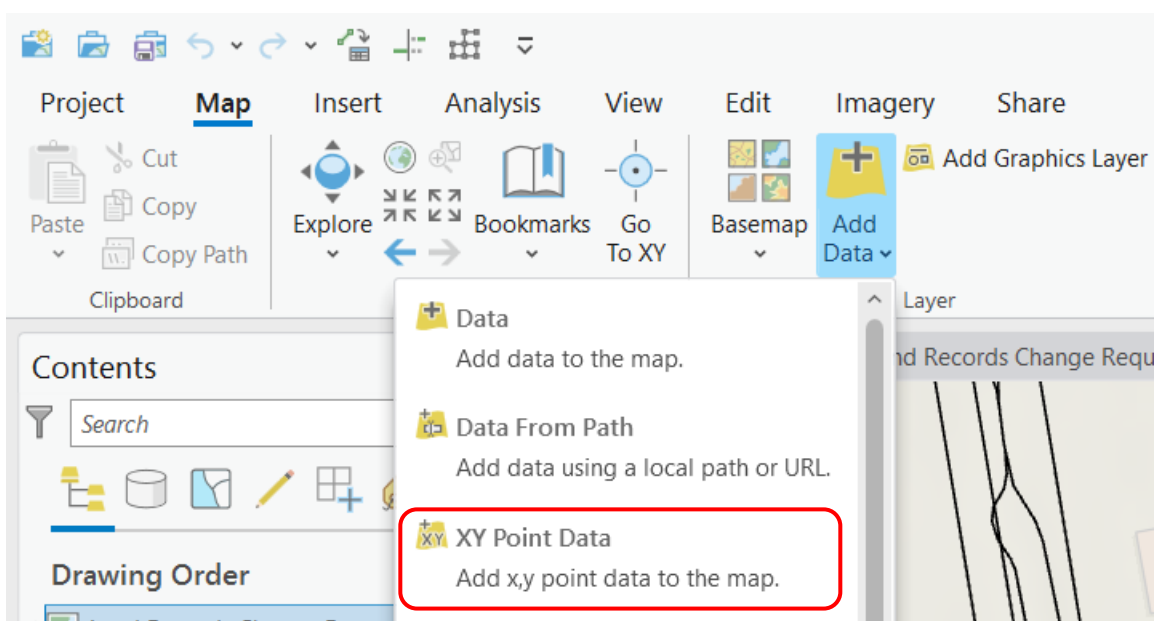 Project Map Insert Analysis View Edit Imagery Share
Cut
Copy
Copy Path
Paste
Clipboard
Explore
Bookmarks
Go
To XY
Basemap
Add
Data
Add Graphics Layer
Layer
Data
Add data to the map.
Data From Path
Add data using a local path or URL.
XY Point Data
Add x,y point data to the map.
Contents
Search
Drawing Order
Records Change